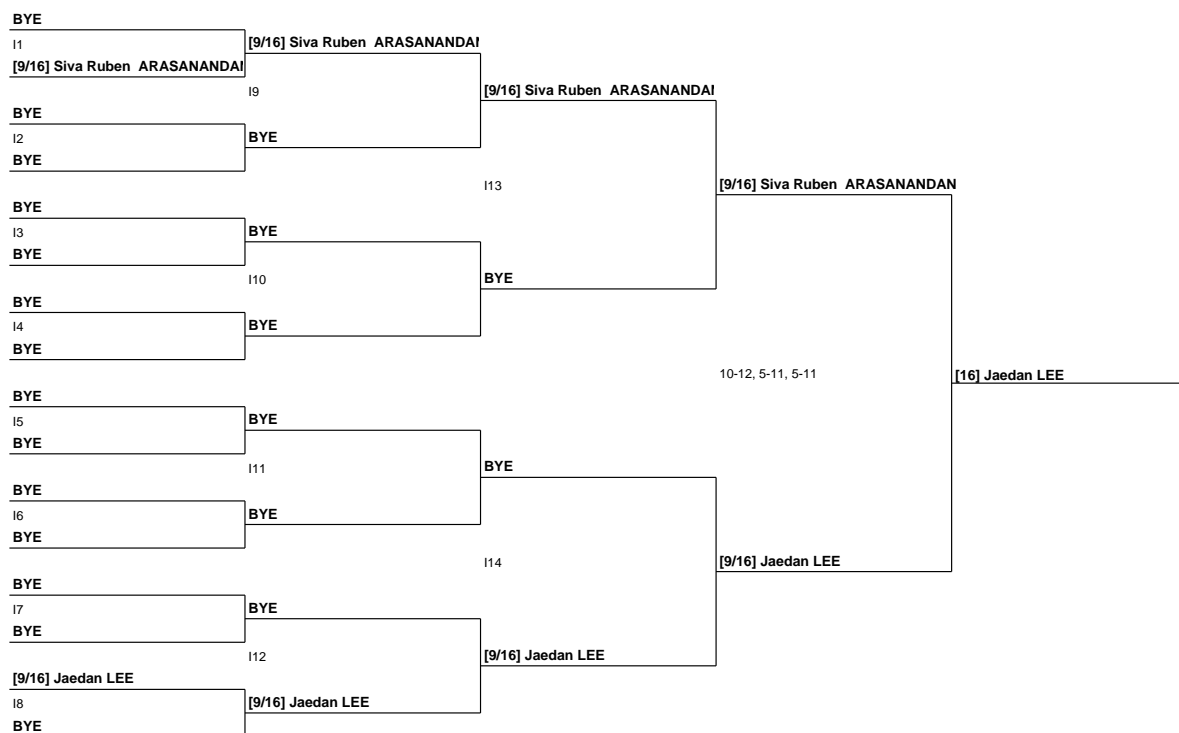 BYE
I1
[9/16] Siva Ruben ARASANANDAN
[9/16] Siva Ruben ARASANANDAN
I9
[9/16] Siva Ruben ARASANANDAN
BYE
I2
BYE
BYE
I13
[9/16] Siva Ruben ARASANANDAN
BYE
I3
BYE
BYE
I10
BYE
BYE
I4
BYE
BYE
10-12, 5-11, 5-11
[16] Jaedan LEE
BYE
I5
BYE
BYE
I11
BYE
BYE
I6
BYE
BYE
I14
[9/16] Jaedan LEE
BYE
I7
BYE
BYE
I12
[9/16] Jaedan LEE
[9/16] Jaedan LEE
I8
[9/16] Jaedan LEE
BYE